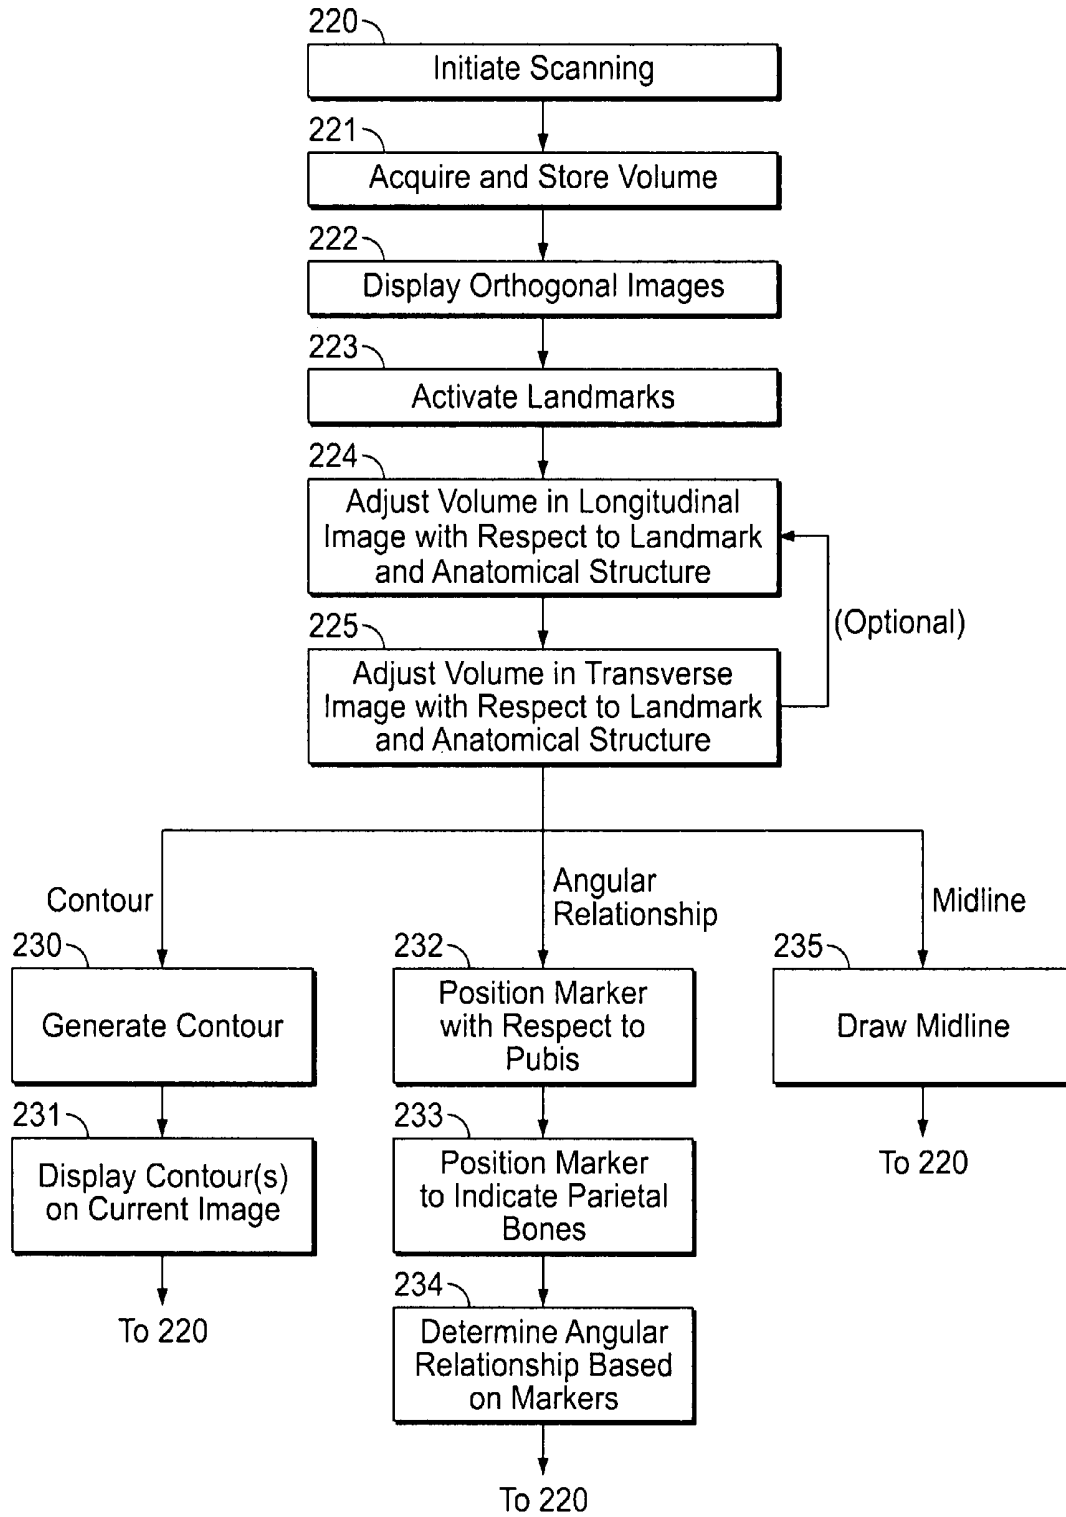 220
Initiate Scanning
221
Acquire and Store Volume
222
Display Orthogonal Images
223
Activate Landmarks
224
Adjust Volume in Longitudinal
Image with Respect to Landmark
and Anatomical Structure
(Optional)
225
Adjust Volume in Transverse
Image with Respect to Landmark
and Anatomical Structure
Contour
230
Generate Contour
231
Display Contour(s)
on Current Image
To 220
Angular
Relationship
232
Position Marker
with Respect to
Pubis
233
Position Marker
to Indicate Parietal
Bones
234
Determine Angular
Relationship Based
on Markers
To 220
Midline
235
Draw Midline
To 220